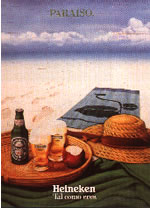 PARAISO.
Heineken
Tal como eres